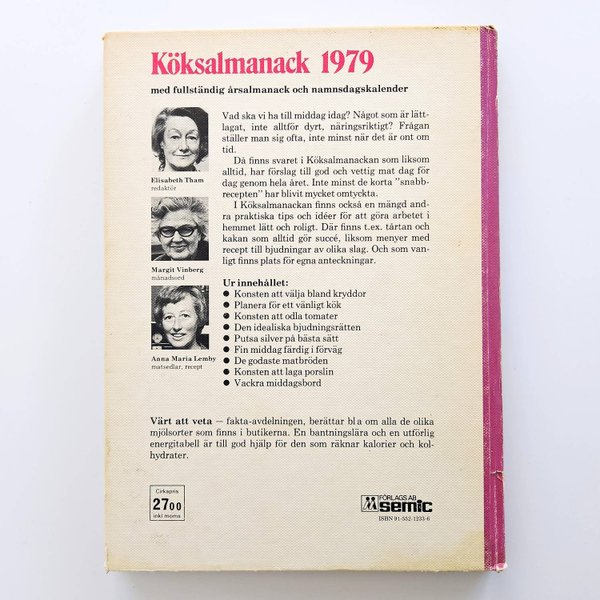 Köksalmanack 1979
med fullständig årsalmanack och namnsdagskalender
Vad ska vi ha till middag idag? Något som är lätt-
lagat, inte alltför dyrt, näringsriktigt? Frågan
ställer man sig ofta, inte minst när det är ont om
tid.
Då finns svaret i Köksalmanackan som liksom
alltid, har förslag till god och vettig mat dag för
dag genom hela året. Inte minst de korta "snabb-
recepten" har blivit mycket omtyckta.
I Köksalmanackan finns också en mängd and-
ra praktiska tips och idéer för att göra arbetet i
hemmet lätt och roligt. Där finns t.ex. tårtan och
kakan som alltid gör succé, liksom menyer med
recept till bjudningar av olika slag. Och som van-
ligt finns plats för egna anteckningar.
Elisabeth Tham
redaktör
Margit Vinberg
månadsord
Anna Maria Lemby
matsedlar, recept
Ur innehållet:
● Konsten att välja bland kryddor
● Planera för ett vänligt kök
● Konsten att odla tomater
● Den idealiska bjudningsrätten
● Putsa silver på bästa sätt
● Fin middag färdig i förväg
● De godaste matbröden
● Konsten att laga porslin
● Vackra middagsbord
Värt att veta — fakta-avdelningen, berättar bl a om alla de olika
mjölsorter som finns i butikerna. En bantningslära och en utförlig
energitabell är till god hjälp för den som räknar kalorier och kol-
hydrater.
Cirkapris
2700
inkl moms
FÖRLAGS AB
semic
ISBN 91-552-1233-6